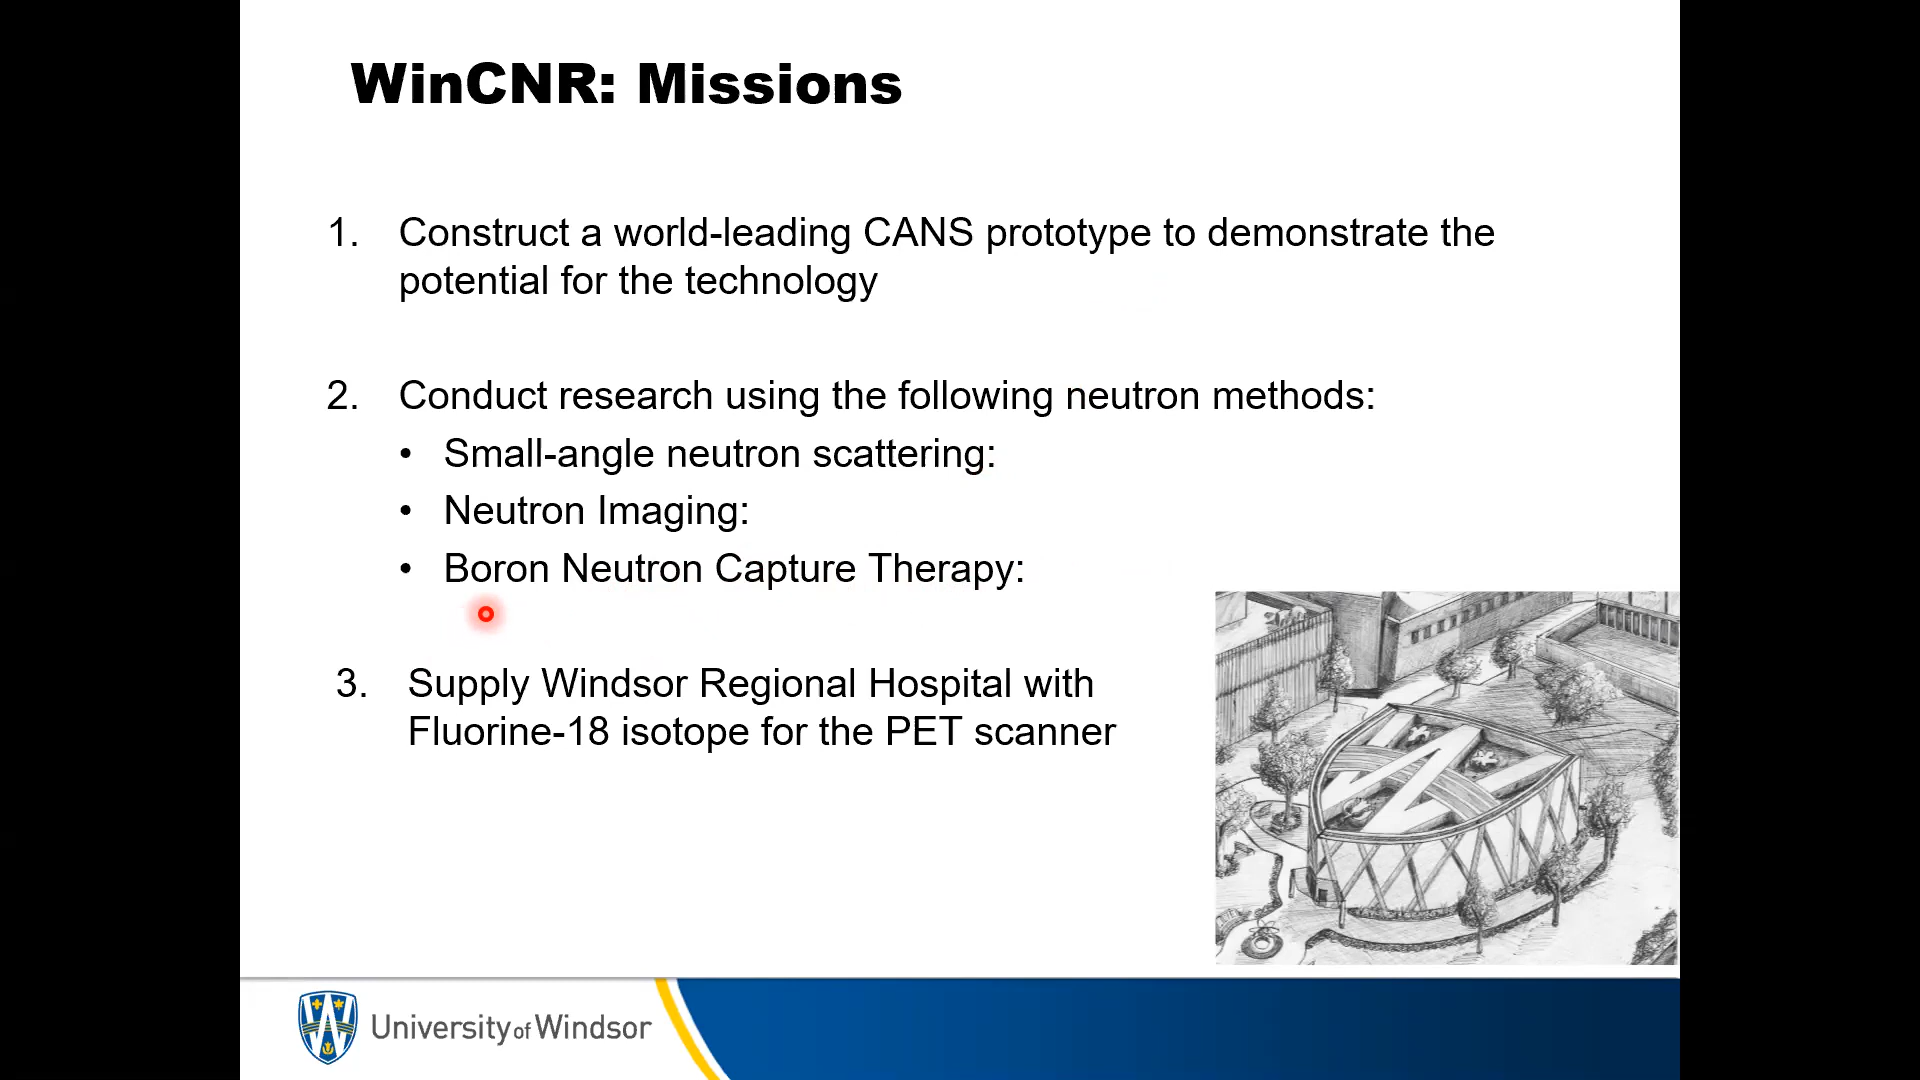 WinCNR: Missions
1. Construct a world-leading CANS prototype to demonstrate the
potential for the technology
2. Conduct research using the following neutron methods:
• Small-angle neutron scattering:
• Neutron Imaging:
• Boron Neutron Capture Therapy:
3. Supply Windsor Regional Hospital with
Fluorine-18 isotope for the PET scanner
University of Windsor